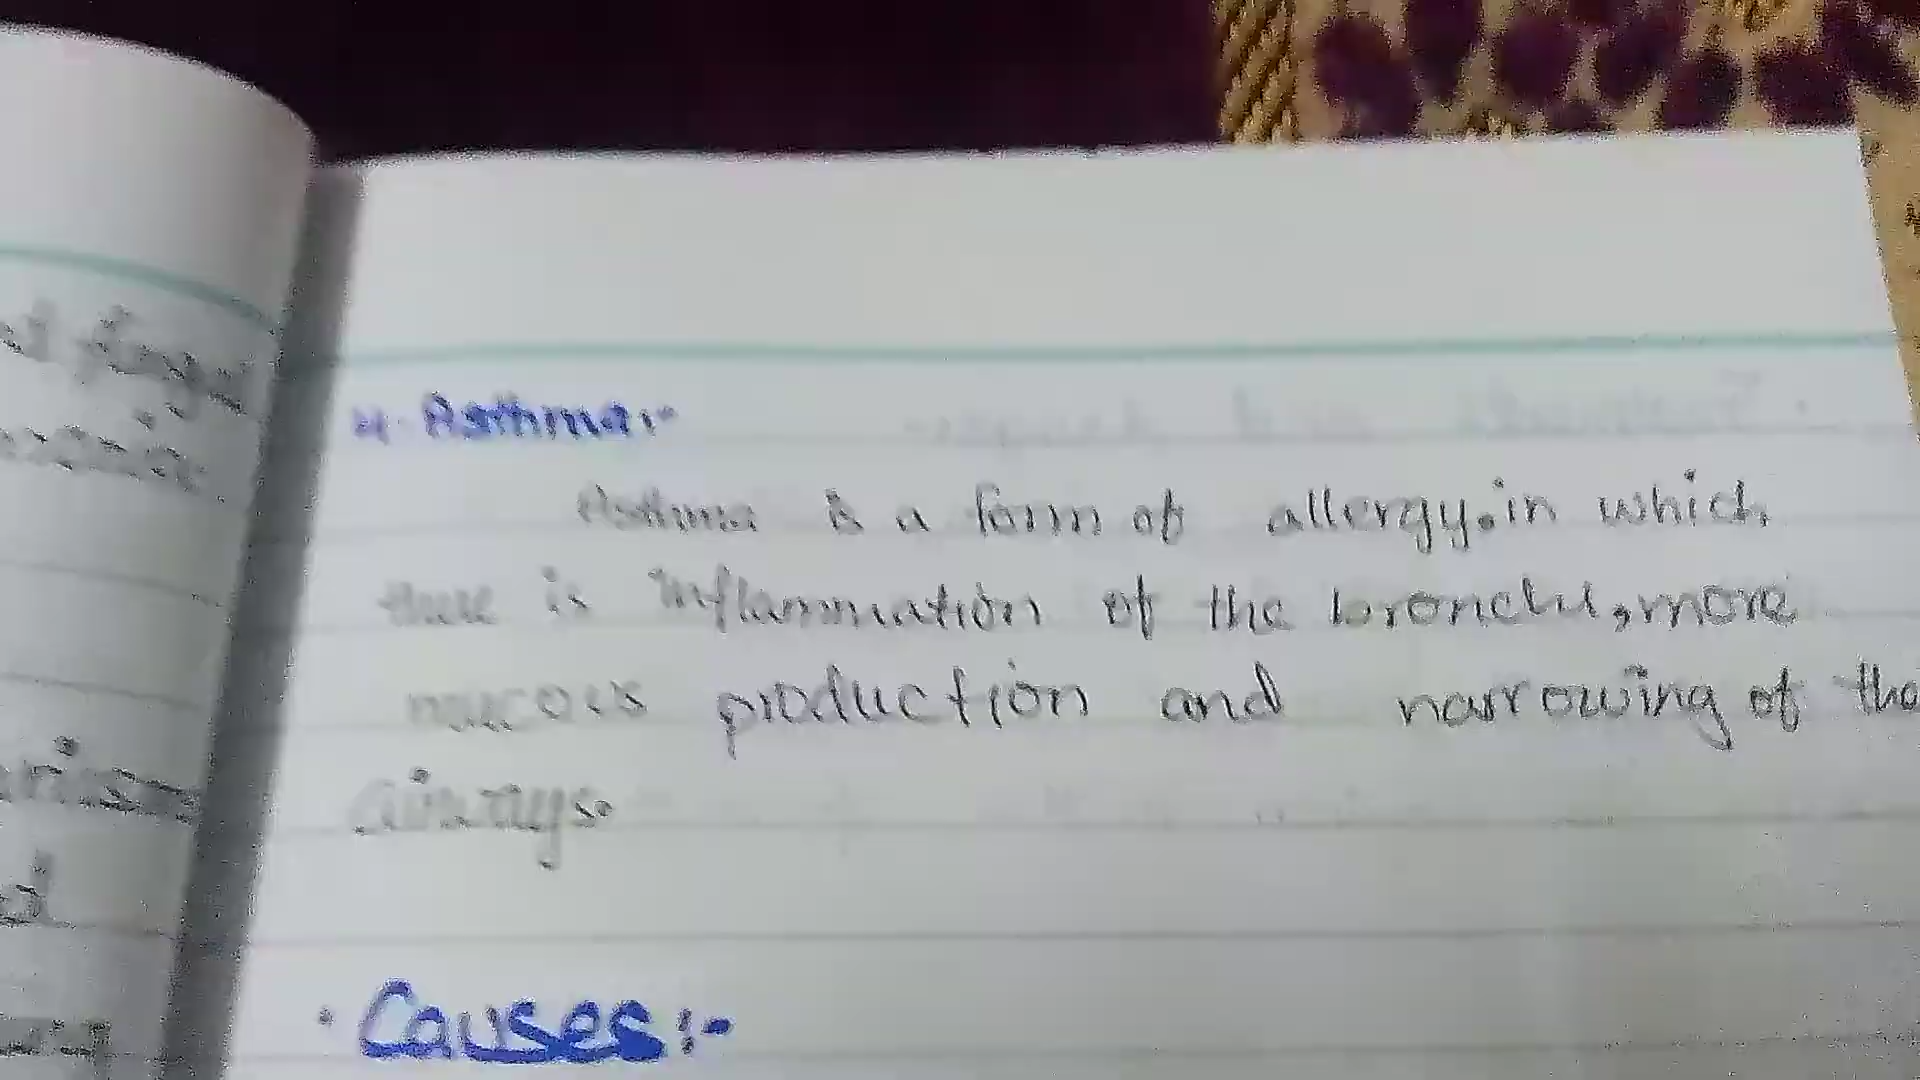 4. Asthma:-
Asthma is a form of allergy. in which
there is inflammation of the bronchi, more
mucous production and narrowing of the
airways.
· Causes:-